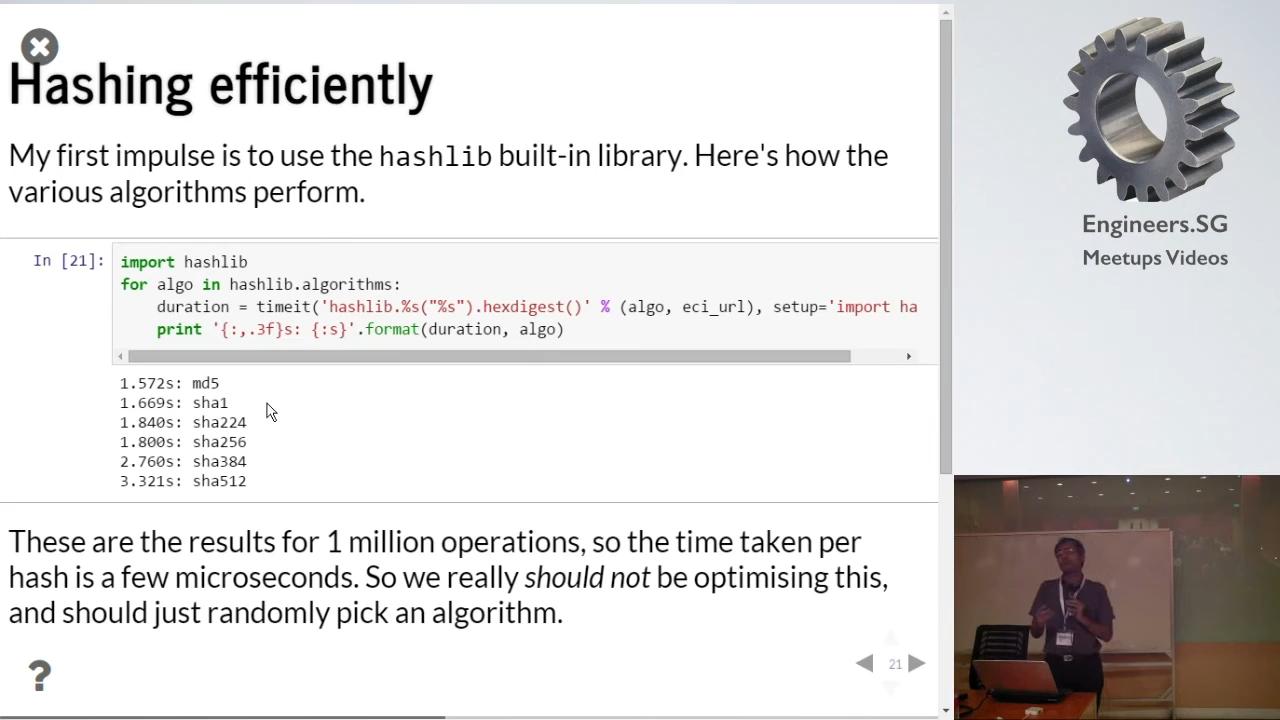 Hashing efficiently
My first impulse is to use the hashlib built-in library. Here's how the
various algorithms perform.
In [21]:
import hashlib
for algo in hashlib.algorithms:
duration = timeit('hashlib.%s("%s").hexdigest()' % (algo, eci_url), setup='import ha
print '{:,.3f}s: {:s}'.format(duration, algo)
1.572s: md5
1.669s: sha1
1.840s: sha224
1.800s: sha256
2.760s: sha384
3.321s: sha512
These are the results for 1 million operations, so the time taken per
hash is a few microseconds. So we really should not be optimising this,
and should just randomly pick an algorithm.
?
21
Engineers.SG
Meetups Videos